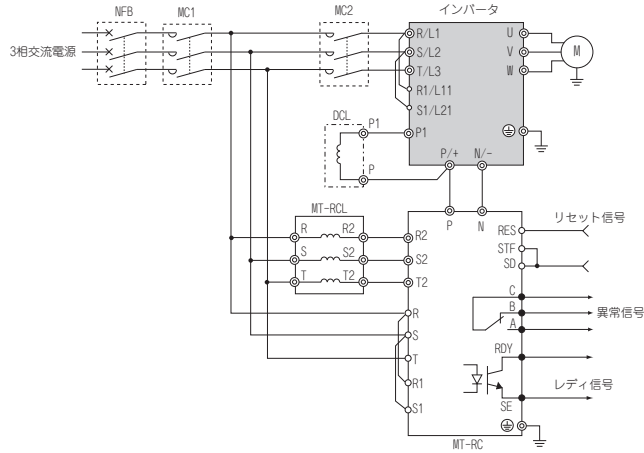 NFB
MC1
MC2
インバータ
3相交流電源
R/L1
S/L2
T/L3
R1/L11
S1/L21
U
V
W
M
DCL
P1
P
P1
P/+
N/-
MT-RCL
R
R2
S
S2
T
T2
P
N
R2
S2
T2
R
S
T
R1
S1
RES
STF
SD
C
B
A
RDY
SE
リセット信号
異常信号
レディ信号
MT-RC